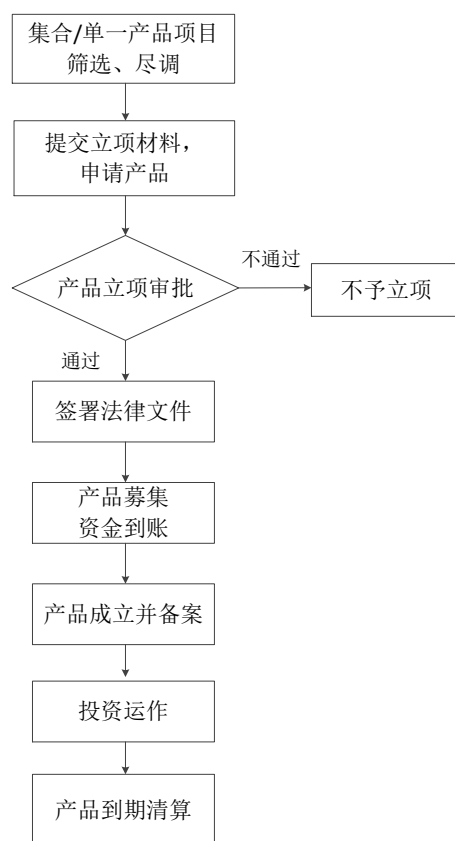 集合/单一产品项目
筛选、尽调
提交立项材料，
申请产品
产品立项审批
不通过
不予立项
通过
签署法律文件
产品募集
资金到账
产品成立并备案
投资运作
产品到期清算